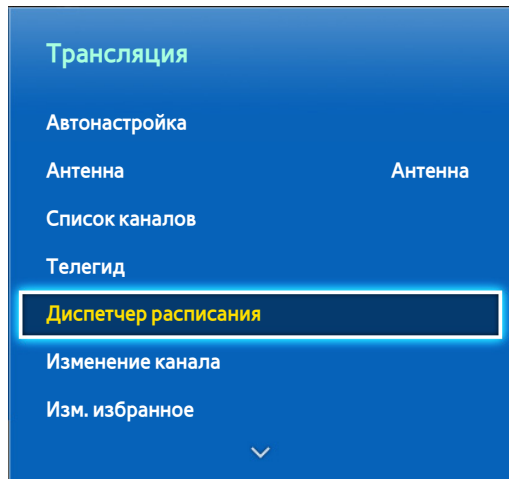 Трансляция
Автонастройка
Антенна Антенна
Список каналов
Телегид
Диспетчер расписания
Изменение канала
Изм. избранное